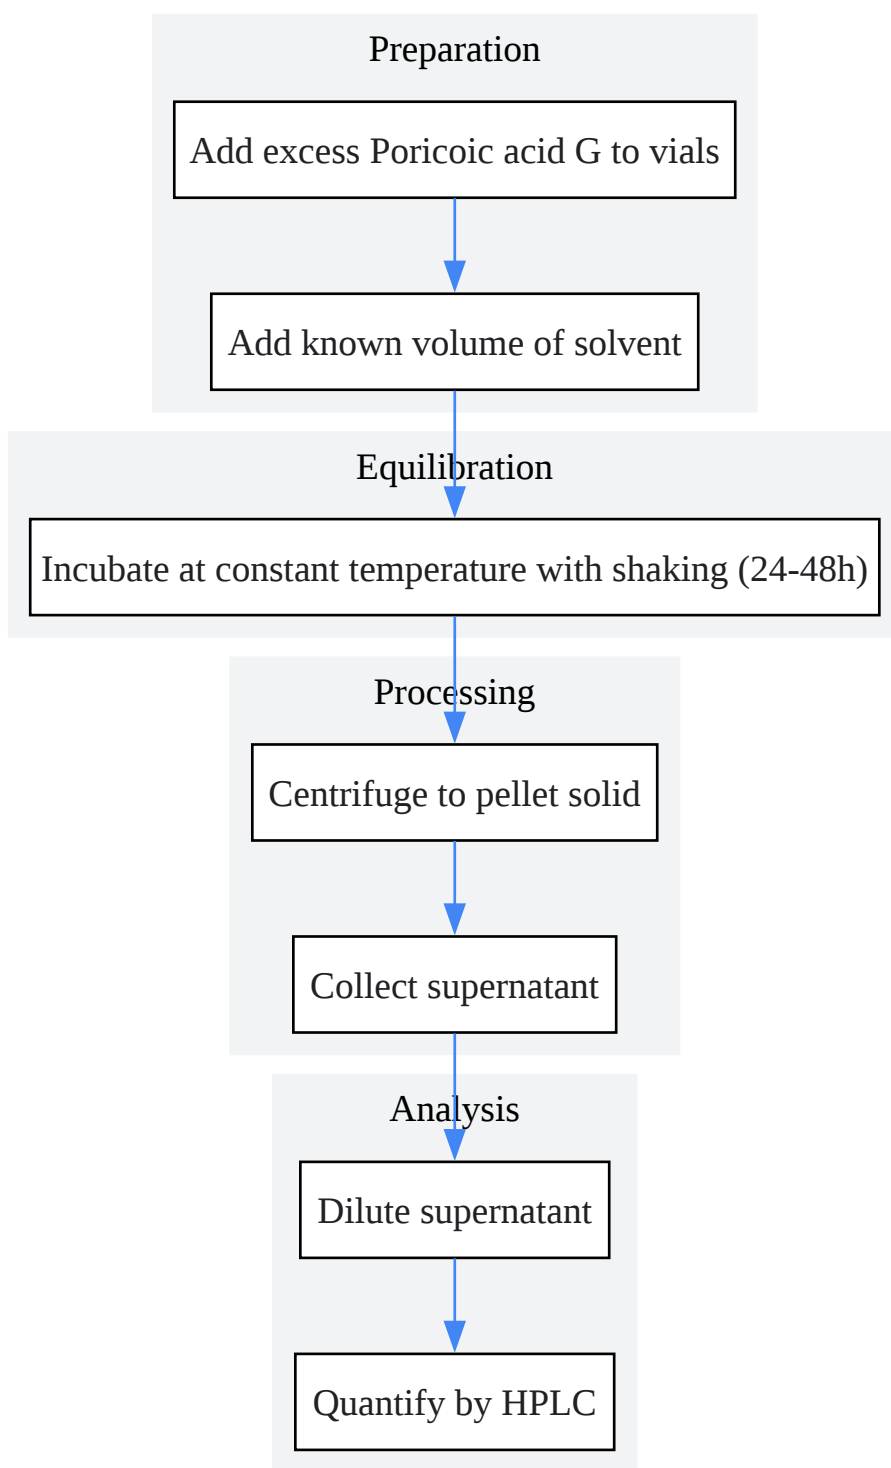 Preparation
Add excess Poricoic acid G to vials
Add known volume of solvent
Equilibration
Incubate at constant temperature with shaking (24-48h)
Processing
Centrifuge to pellet solid
Collect supernatant
Analysis
Dilute supernatant
Quantify by HPLC